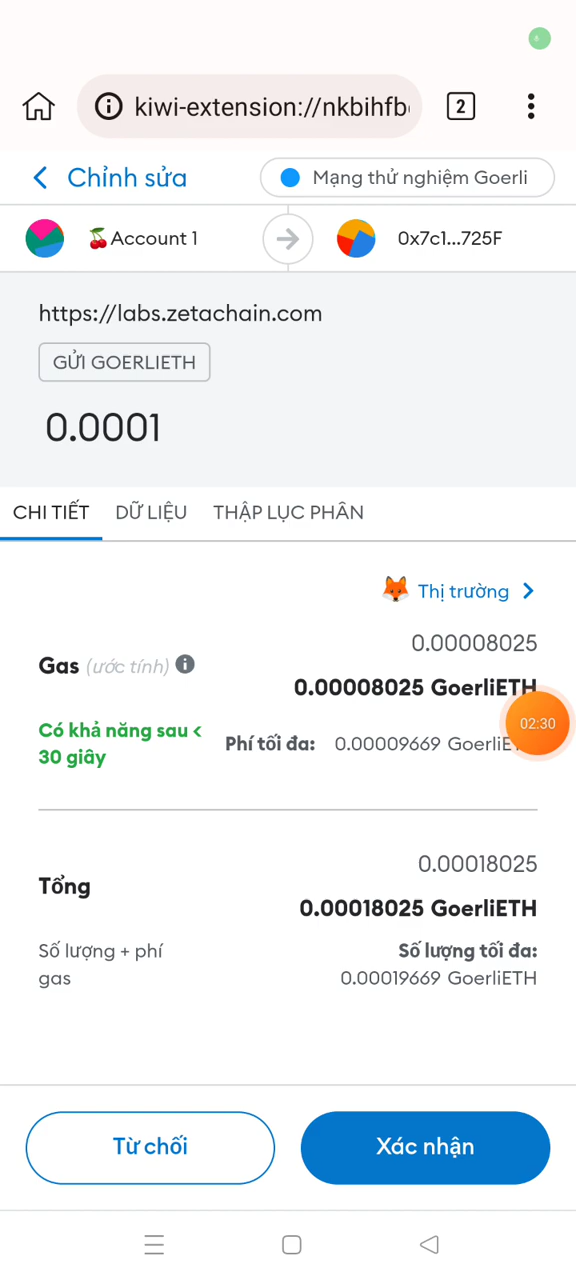 kiwi-extension://nkbihfb
2
Chỉnh sửa
Mạng thử nghiệm Goerli
🍒Account 1
0x7c1...725F
https://labs.zetachain.com
GỬI GOERLIETH
0.0001
CHI TIẾT
DỮ LIỆU
THẬP LỤC PHÂN
🦊 Thị trường
0.00008025
Gas (ước tính)
0.00008025 GoerliETH
Có khả năng sau <
30 giây
Phí tối đa: 0.00009669 GoerliE
02:30
0.00018025
Tổng
0.00018025 GoerliETH
Số lượng + phí
gas
Số lượng tối đa:
0.00019669 GoerliETH
Từ chối
Xác nhận